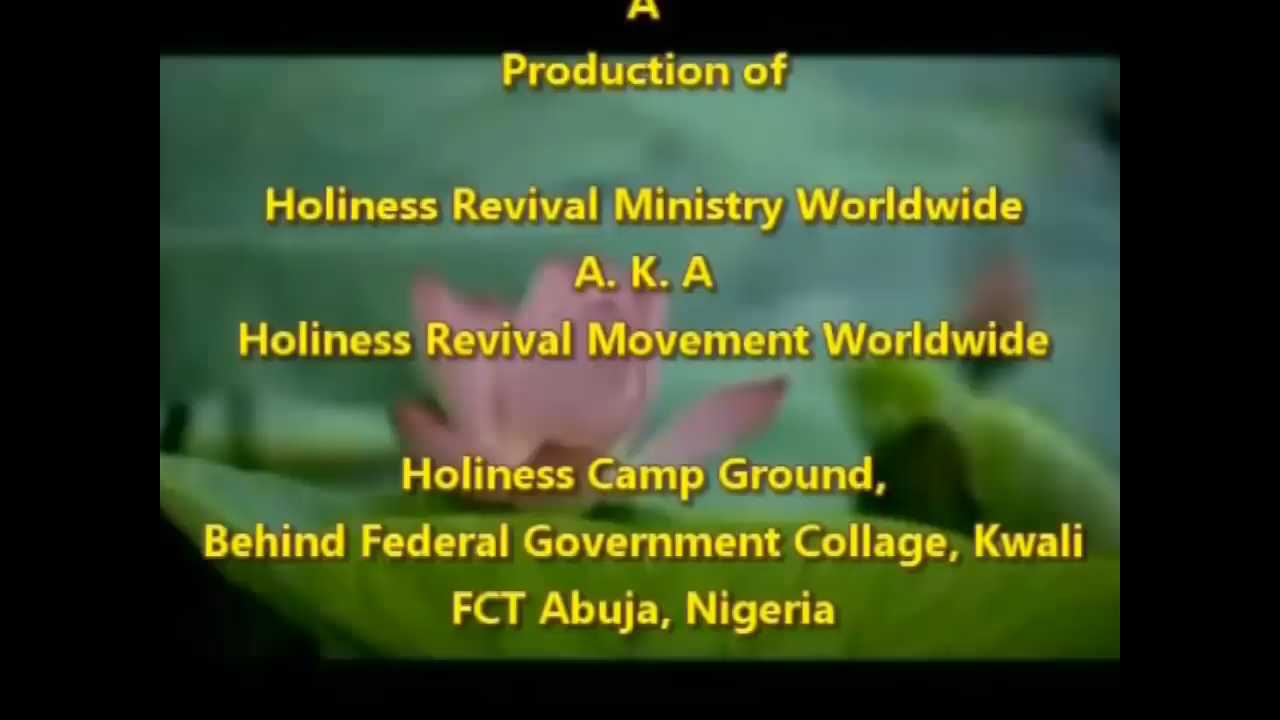 A
Production of
Holiness Revival Ministry Worldwide
A. K. A
Holiness Revival Movement Worldwide
Holiness Camp Ground,
Behind Federal Government Collage, Kwali
FCT Abuja, Nigeria